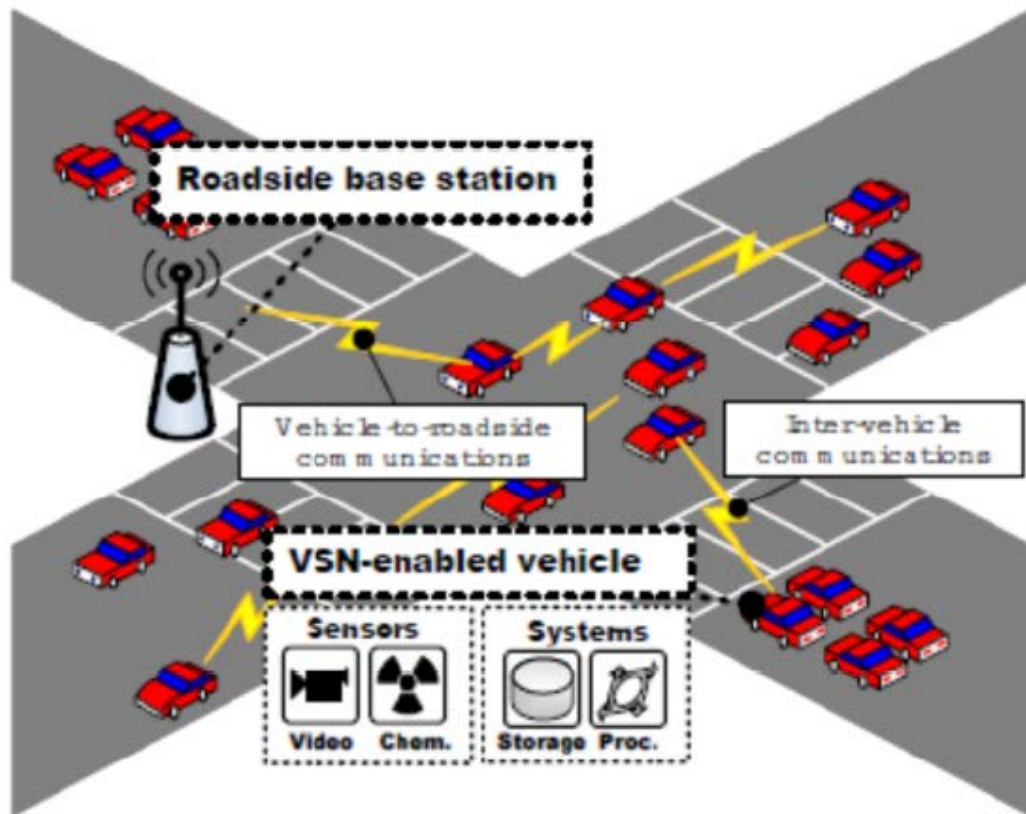 Roadside base station
Vehicle-to-roadside
communications
Inter-vehicle
communications
VSN-enabled vehicle
Sensors
Systems
Video
Chem.
Storage
Proc.